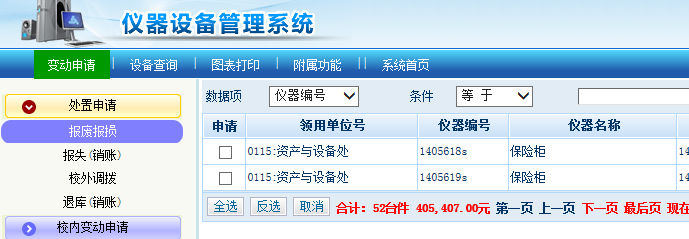 仪器设备管理系统
变动申请 设备查询 图表打印 附属功能 系统首页
处置申请
报废报损
报失(销账)
校外调拨
退库(销账)
校内变动申请
数据项 仪器编号 条件 等 于
申请 领用单位号 仪器编号 仪器名称
0115:资产与设备处 1405618s 保险柜 14
0115:资产与设备处 1405619s 保险柜 14
全选 反选 取消 合计: 52台件 405,407.00元 第一页 上一页 下一页 最后页 现在